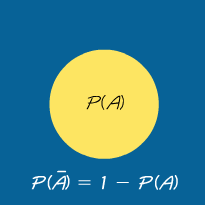 P(A)
P(Ā) = 1 − P(A)